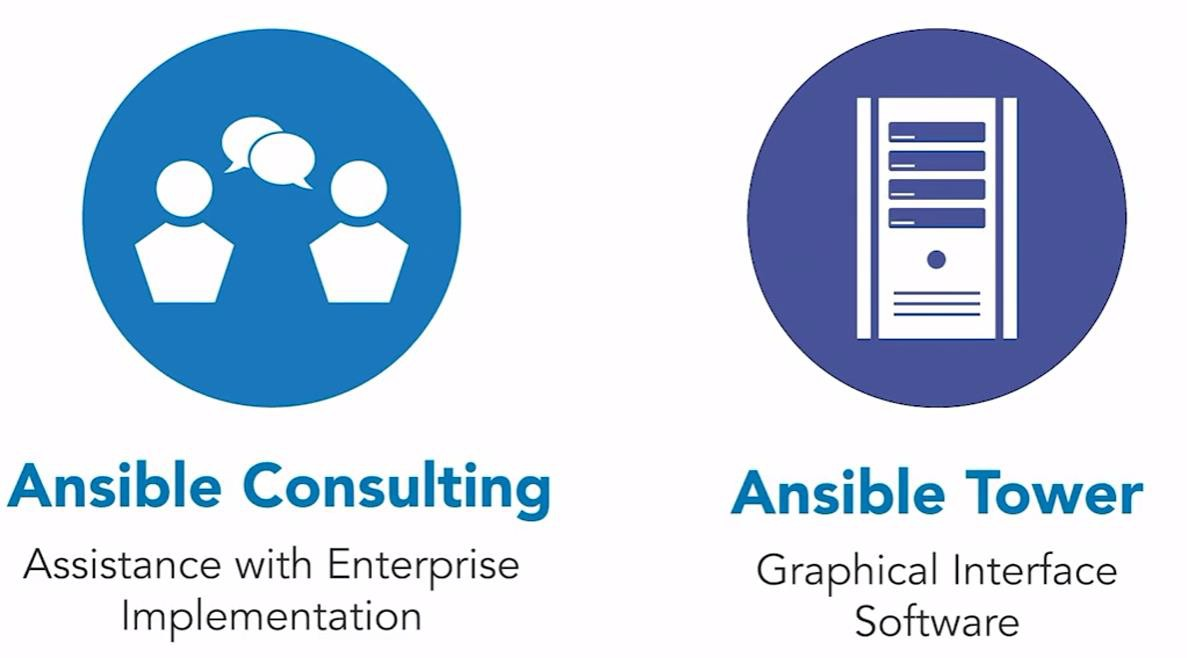 Ansible Consulting
Assistance with Enterprise
Implementation
Ansible Tower
Graphical Interface
Software